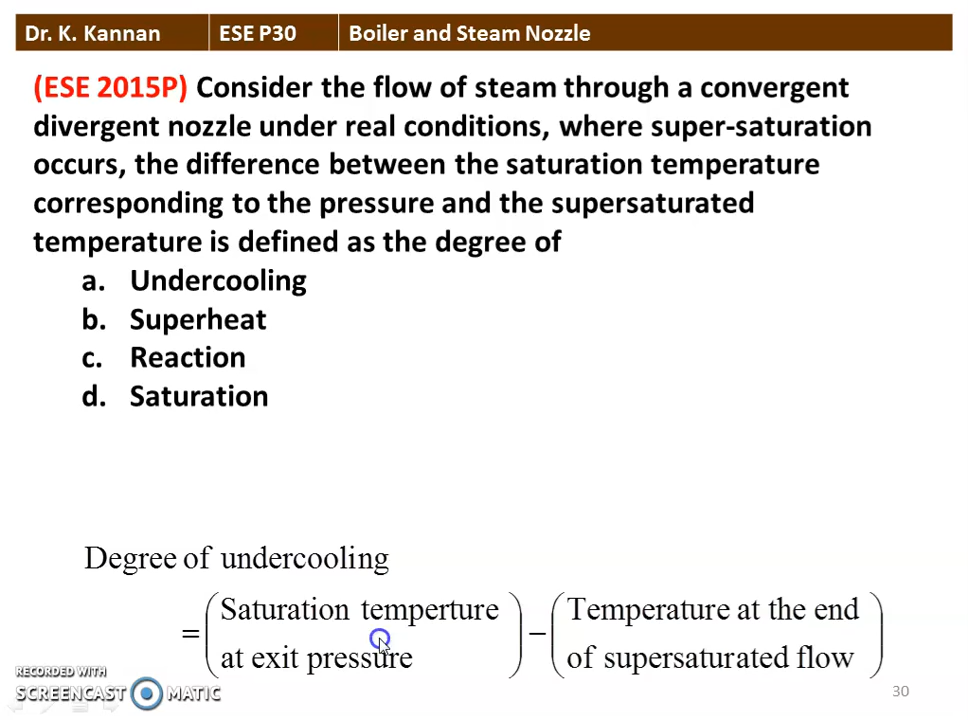 Dr. K. Kannan ESE P30 Boiler and Steam Nozzle
(ESE 2015P) Consider the flow of steam through a convergent
divergent nozzle under real conditions, where super-saturation
occurs, the difference between the saturation temperature
corresponding to the pressure and the supersaturated
temperature is defined as the degree of
a. Undercooling
b. Superheat
c. Reaction
d. Saturation
Degree of undercooling
= (Saturation temperture) − (Temperature at the end)
at exit pressure of supersaturated flow
RECORDED WITH
SCREENCAST MATIC
30